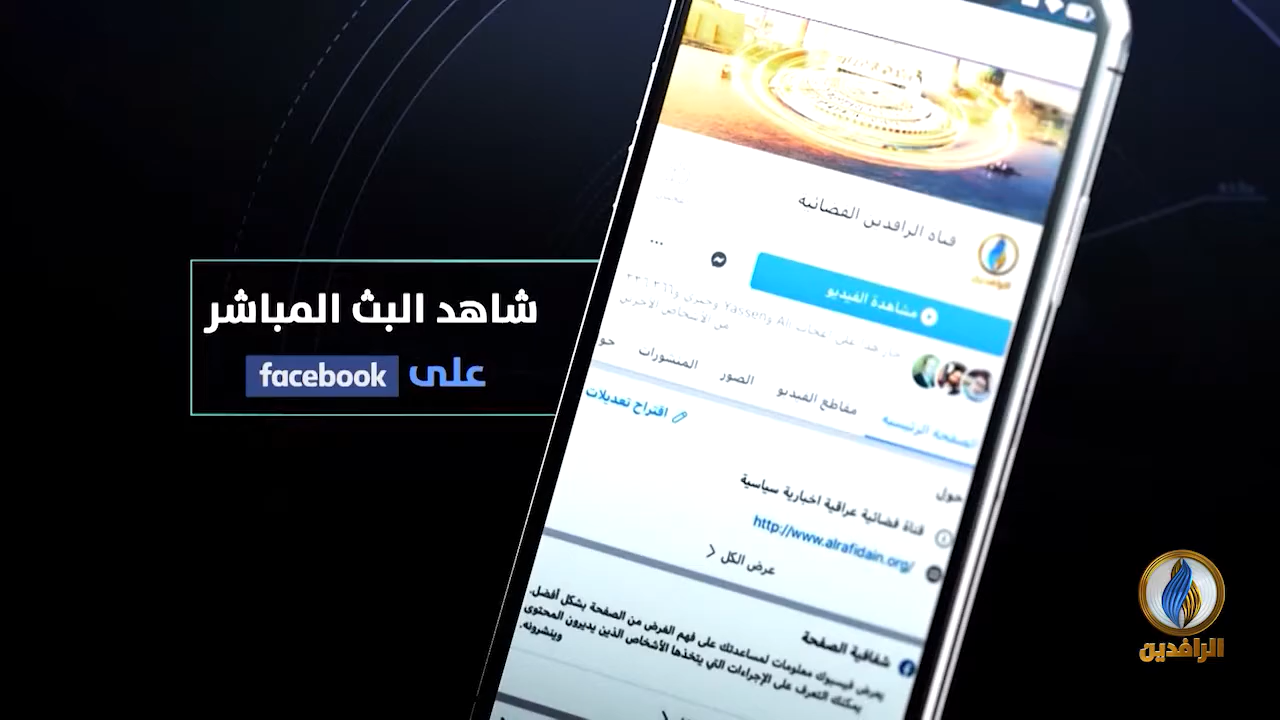 شاهد البث المباشر
على facebook
قناة الرافدين الفضائية
مشاهدة الفيديو
الصفحة الرئيسية مقاطع الفيديو الصور المنشورات حو
اقتراح تعديلات
حول
قناة فضائية عراقية اخبارية سياسية
http://www.alrafidain.org/
عرض الكل
شفافية الصفحة
يعرض فيسبوك معلومات لمساعدتك على فهم الغرض من الصفحة بشكل أفضل.
يمكنك التعرف على الإجراءات التي يتخذها الأشخاص الذين يديرون المحتوى
وينشرونه.
الرافدين